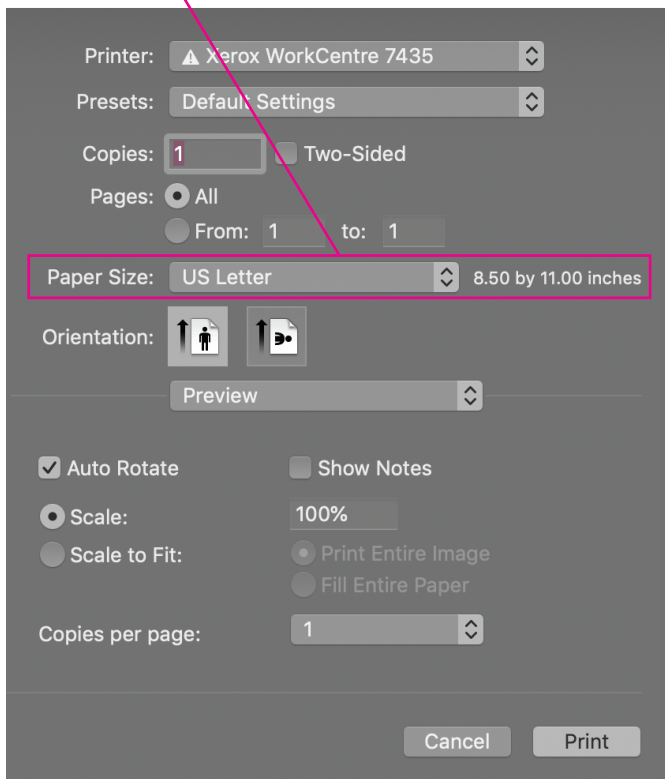 Printer: Xerox WorkCentre 7435
Presets: Default Settings
Copies: 1 Two-Sided
Pages: All
From: 1 to: 1
Paper Size: US Letter 8.50 by 11.00 inches
Orientation:
Preview
Auto Rotate Show Notes
Scale: 100%
Scale to Fit: Print Entire Image
Fill Entire Paper
Copies per page: 1
Cancel Print